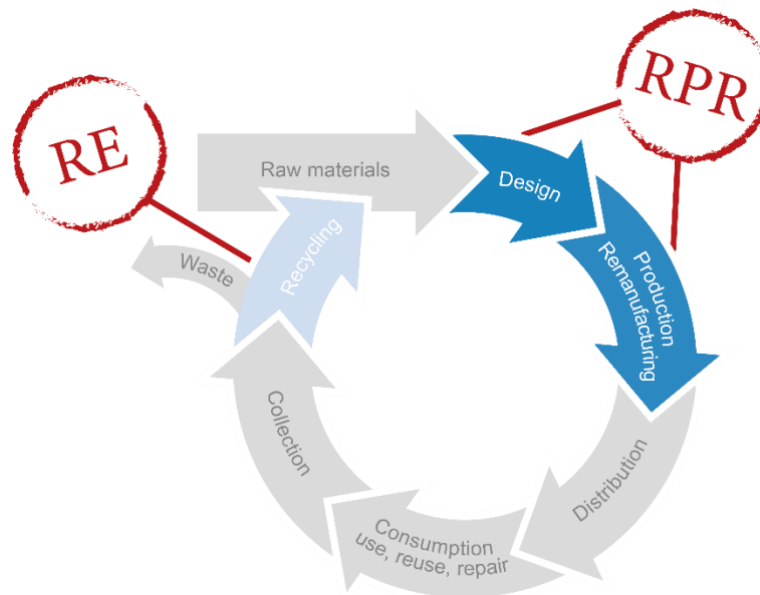 RPR
RE
Raw materials
Design
Recycling
Waste
Production
Remanufacturing
Collection
Distribution
Consumption
use, reuse, repair